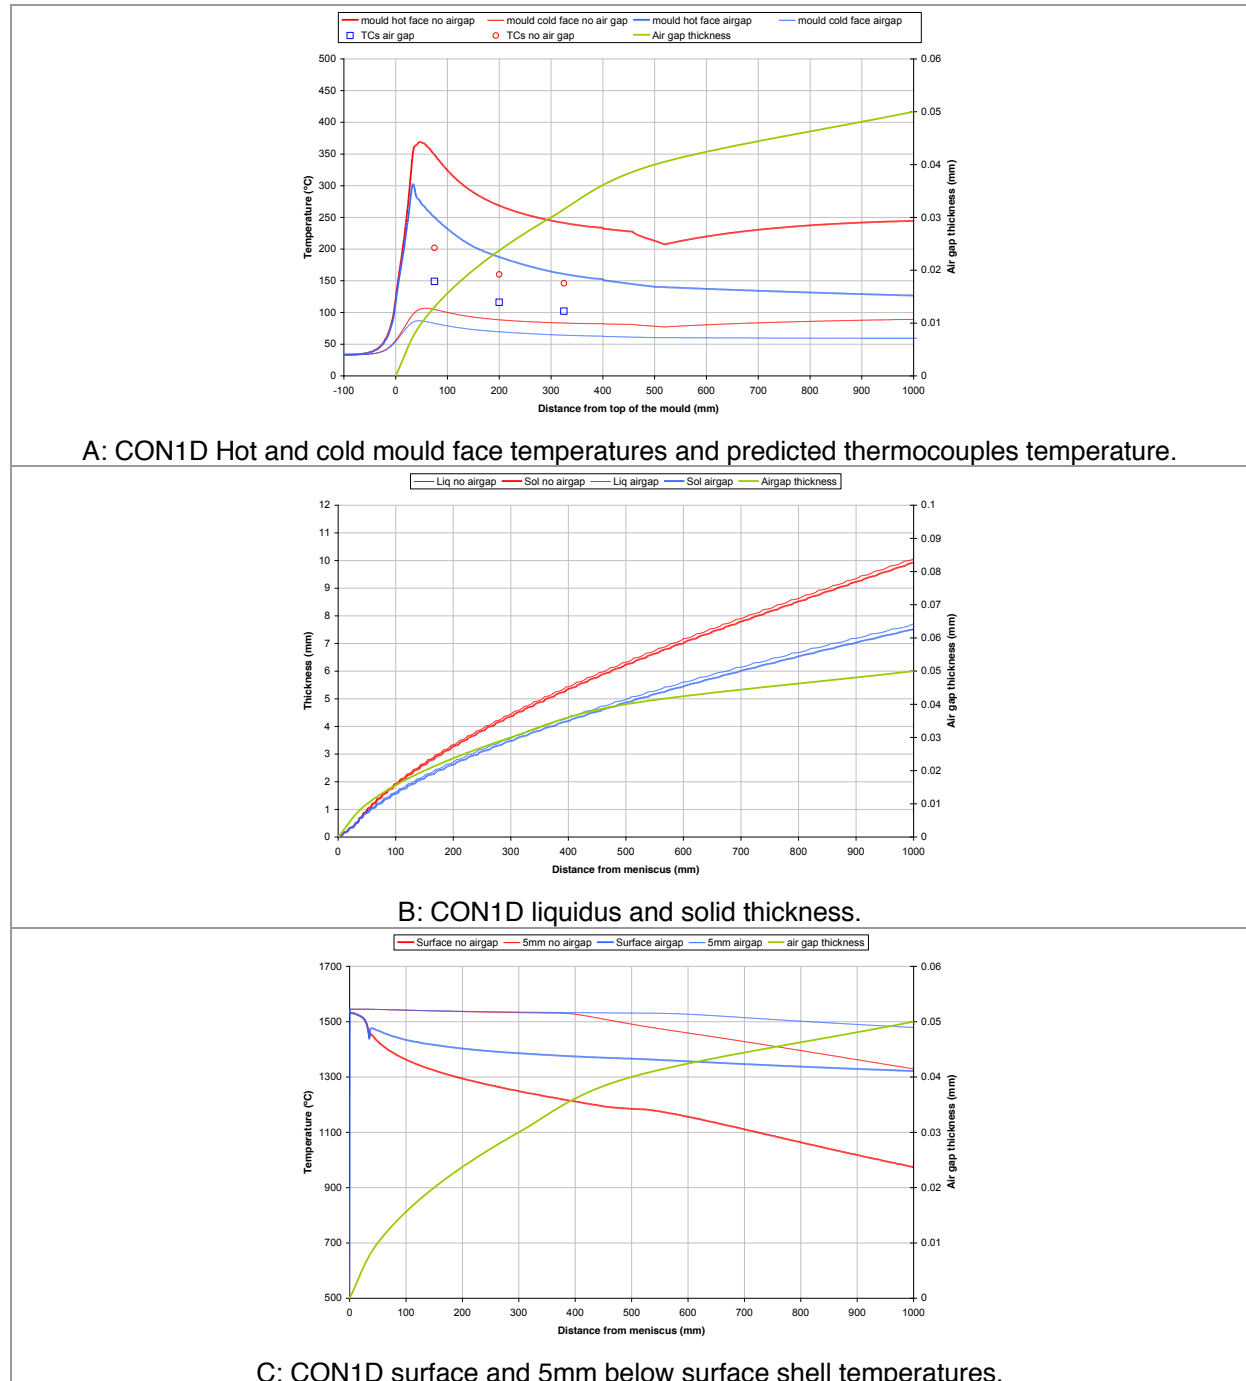 mould hot face no airgap mould cold face no air gap mould hot face airgap mould cold face airgap
TCs air gap TCs no air gap Air gap thickness
500 0.06
450
400 0.05
350
300 0.04
250 0.03
200
150 0.02
100
50 0.01
0 0
Temperature (°C)
Air gap thickness (mm)
-100 0 100 200 300 400 500 600 700 800 900 1000
Distance from top of the mould (mm)
A: CON1D Hot and cold mould face temperatures and predicted thermocouples temperature.
Liq no airgap Sol no airgap Liq airgap Sol airgap Airgap thickness
12 0.1
11 0.09
10 0.08
9 0.07
8
7 0.06
6 0.05
5 0.04
4 0.03
3
2 0.02
1 0.01
0 0
Thickness (mm)
Air gap thickness (mm)
0 100 200 300 400 500 600 700 800 900 1000
Distance from meniscus (mm)
B: CON1D liquidus and solid thickness.
Surface no airgap 5mm no airgap Surface airgap 5mm airgap air gap thickness
1700 0.06
1500 0.05
1300 0.04
1100 0.03
900 0.02
700 0.01
500 0
Temperature (°C)
Air gap thickness (mm)
0 100 200 300 400 500 600 700 800 900 1000
Distance from meniscus (mm)
C: CON1D surface and 5mm below surface shell temperatures.